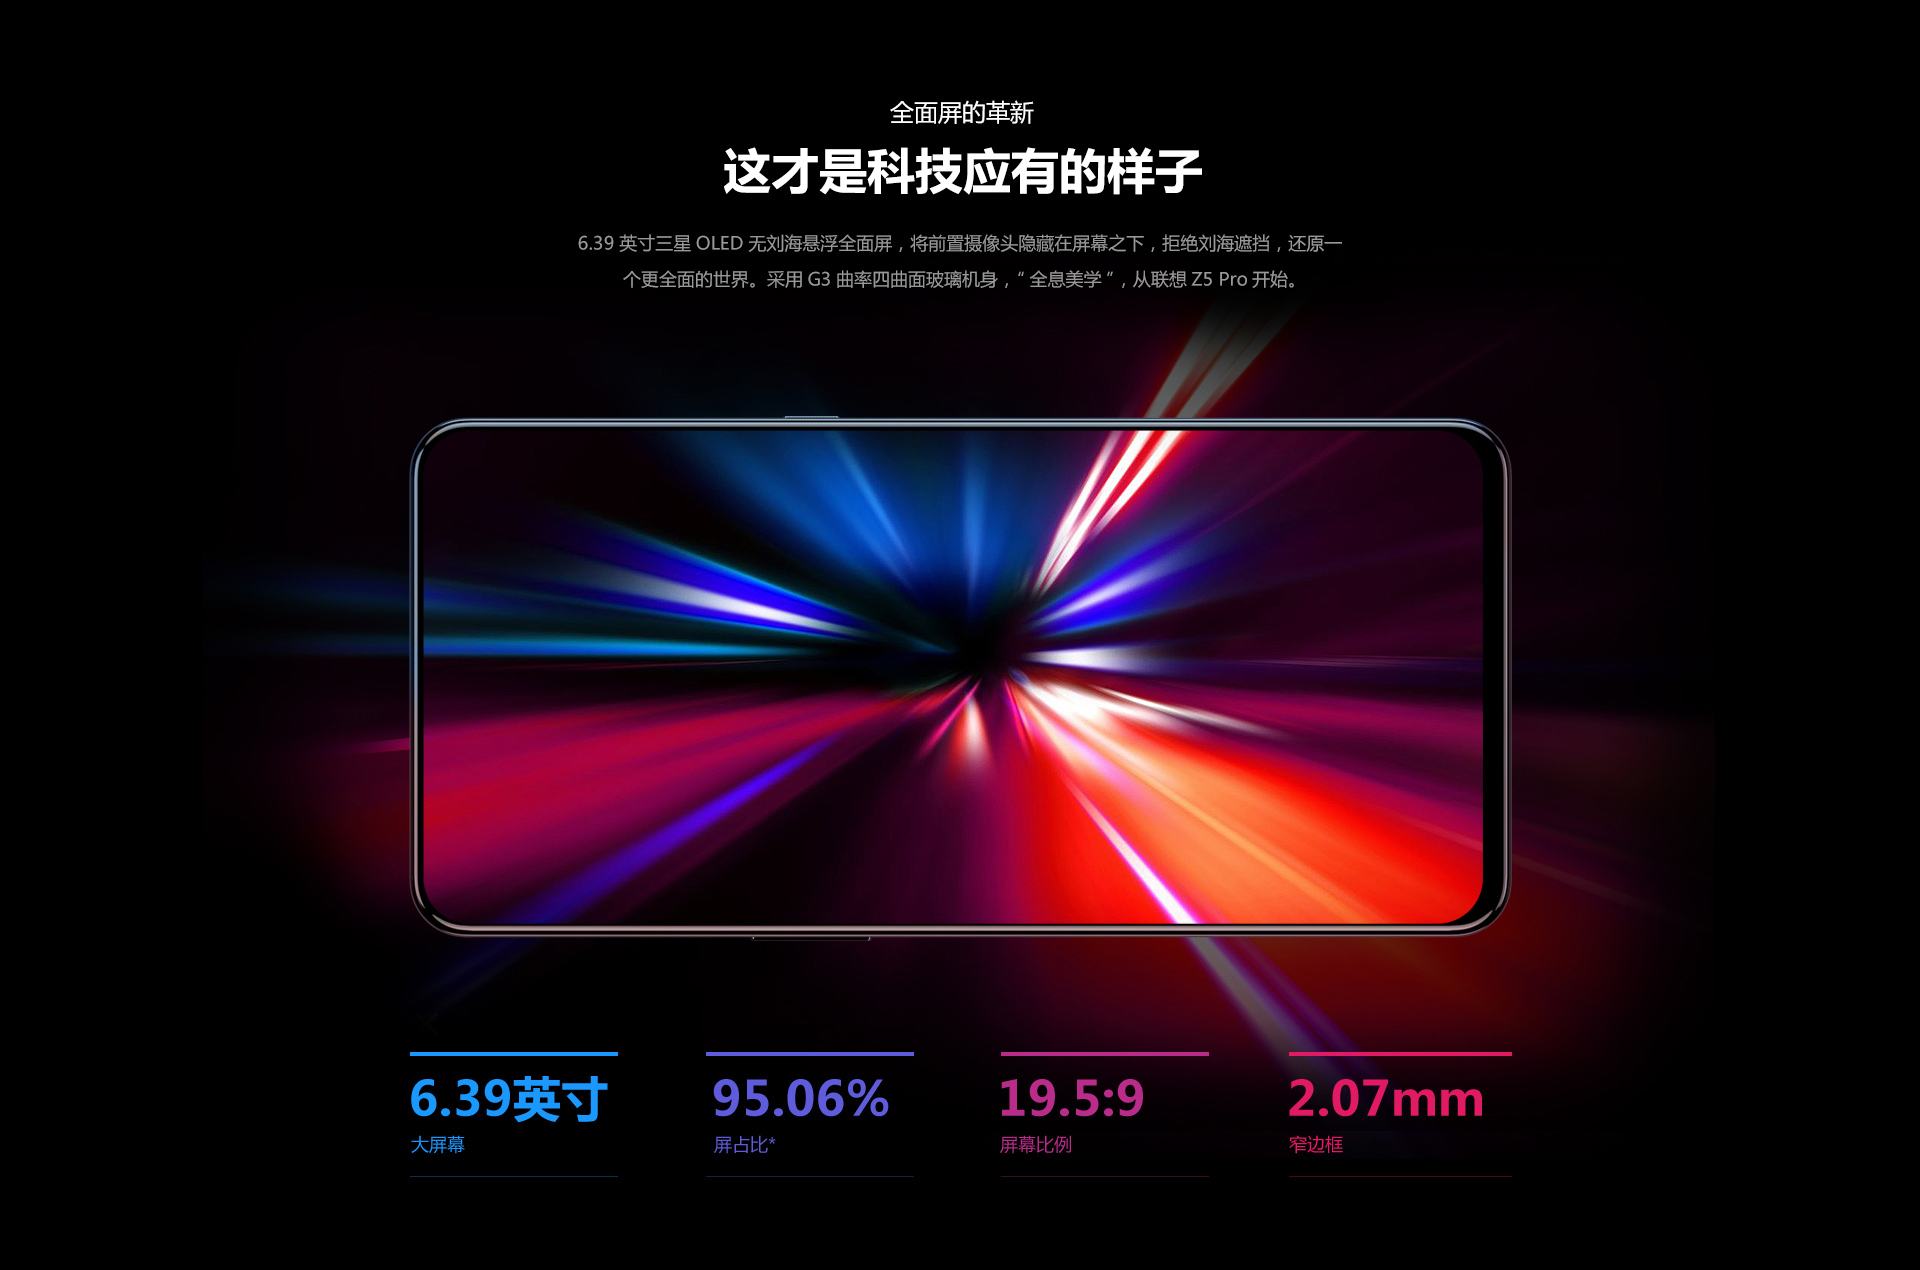 全面屏的革新
这才是科技应有的样子
6.39 英寸三星 OLED 无刘海悬浮全面屏，将前置摄像头隐藏在屏幕之下，拒绝刘海遮挡，还原一
个更全面的世界。采用 G3 曲率四曲面玻璃机身，“ 全息美学 ”，从联想 Z5 Pro 开始。
6.39英寸
大屏幕
95.06%
屏占比*
19.5:9
屏幕比例
2.07mm
窄边框